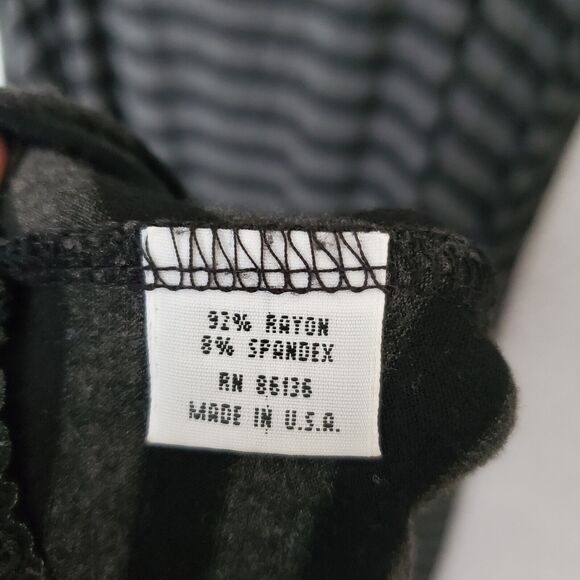 92% RAYON
8% SPANDEX
RN 86136
MADE IN U.S.A.